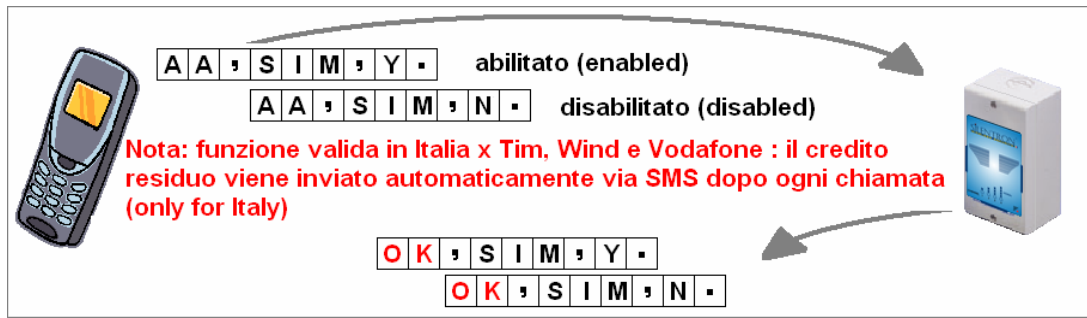 AA,SIM,Y. abilitato (enabled)
AA,SIM,N. disabilitato (disabled)
Nota: funzione valida in Italia x Tim, Wind e Vodafone : il credito
residuo viene inviato automaticamente via SMS dopo ogni chiamata
(only for Italy)
OK,SIM,Y.
OK,SIM,N.